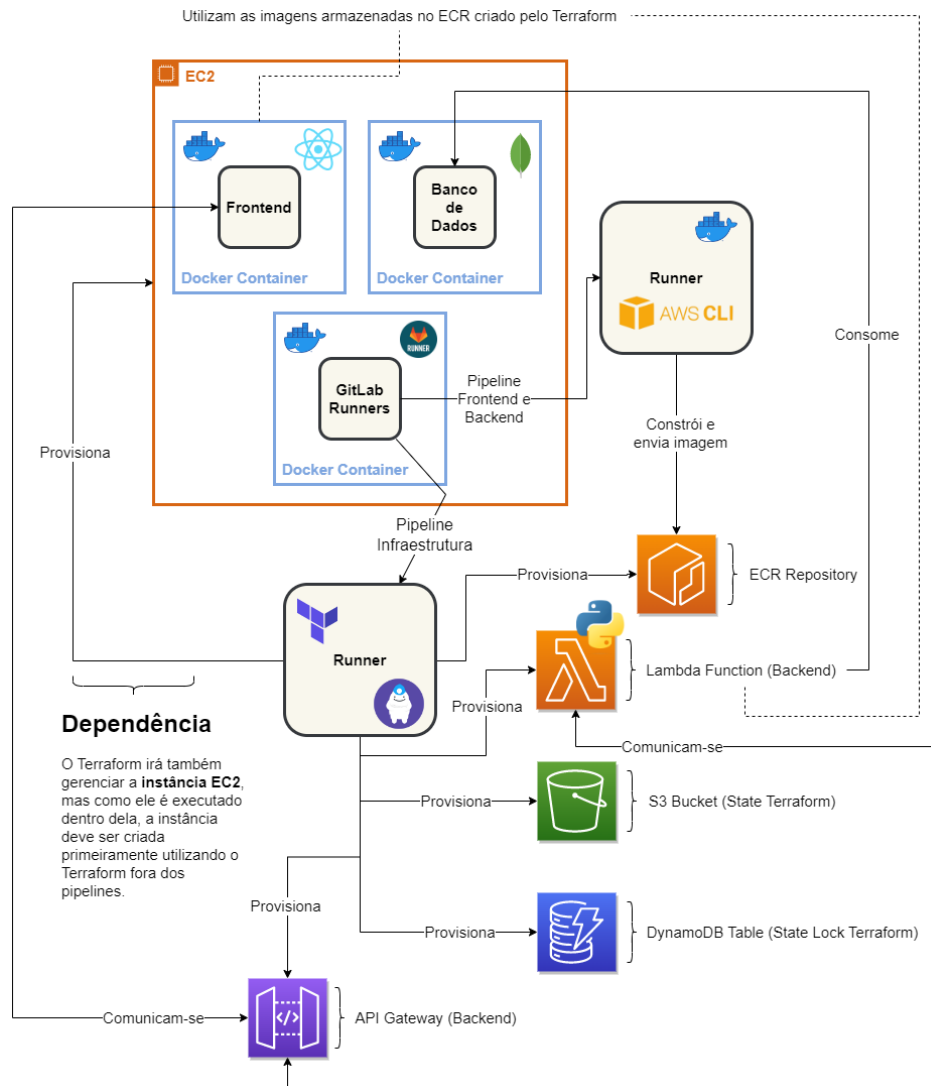 Utilizam as imagens armazenadas no ECR criado pelo Terraform
EC2
Frontend
Docker Container
Banco
de
Dados
Docker Container
Runner
AWS CLI
Consome
RUNNER
GitLab
Runners
Docker Container
Pipeline
Frontend e
Backend
Constrói e
envia imagem
Provisiona
Pipeline
Infraestrutura
Provisiona
ECR Repository
Runner
Lambda Function (Backend)
Provisiona
Dependência
O Terraform irá também
gerenciar a instância EC2,
mas como ele é executado
dentro dela, a instância
deve ser criada
primeiramente utilizando o
Terraform fora dos
pipelines.
Comunicam-se
Provisiona
S3 Bucket (State Terraform)
Provisiona
Provisiona
DynamoDB Table (State Lock Terraform)
Comunicam-se
</>
API Gateway (Backend)